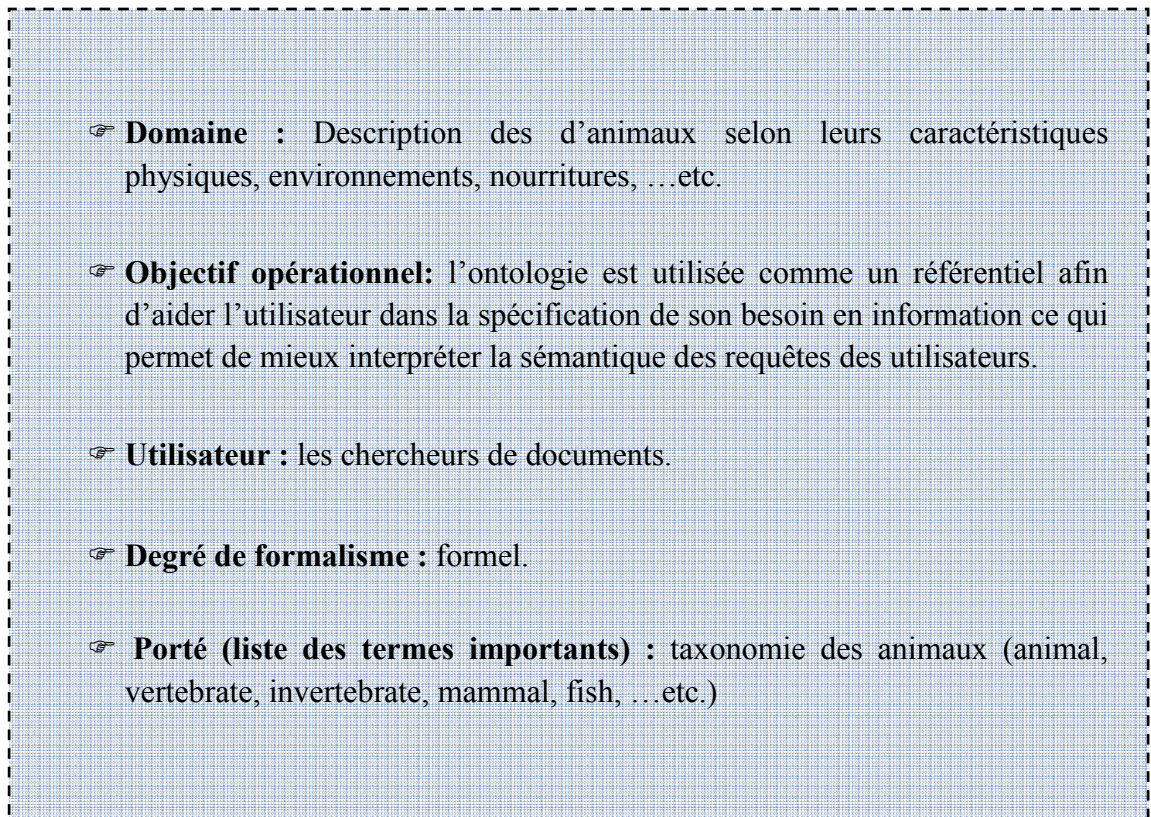 ☞ Domaine : Description des d’animaux selon leurs caractéristiques
physiques, environnements, nourritures, …etc.
☞ Objectif opérationnel: l’ontologie est utilisée comme un référentiel afin
d’aider l’utilisateur dans la spécification de son besoin en information ce qui
permet de mieux interpréter la sémantique des requêtes des utilisateurs.
☞ Utilisateur : les chercheurs de documents.
☞ Degré de formalisme : formel.
☞ Porté (liste des termes importants) : taxonomie des animaux (animal,
vertebrate, invertebrate, mammal, fish, …etc.)